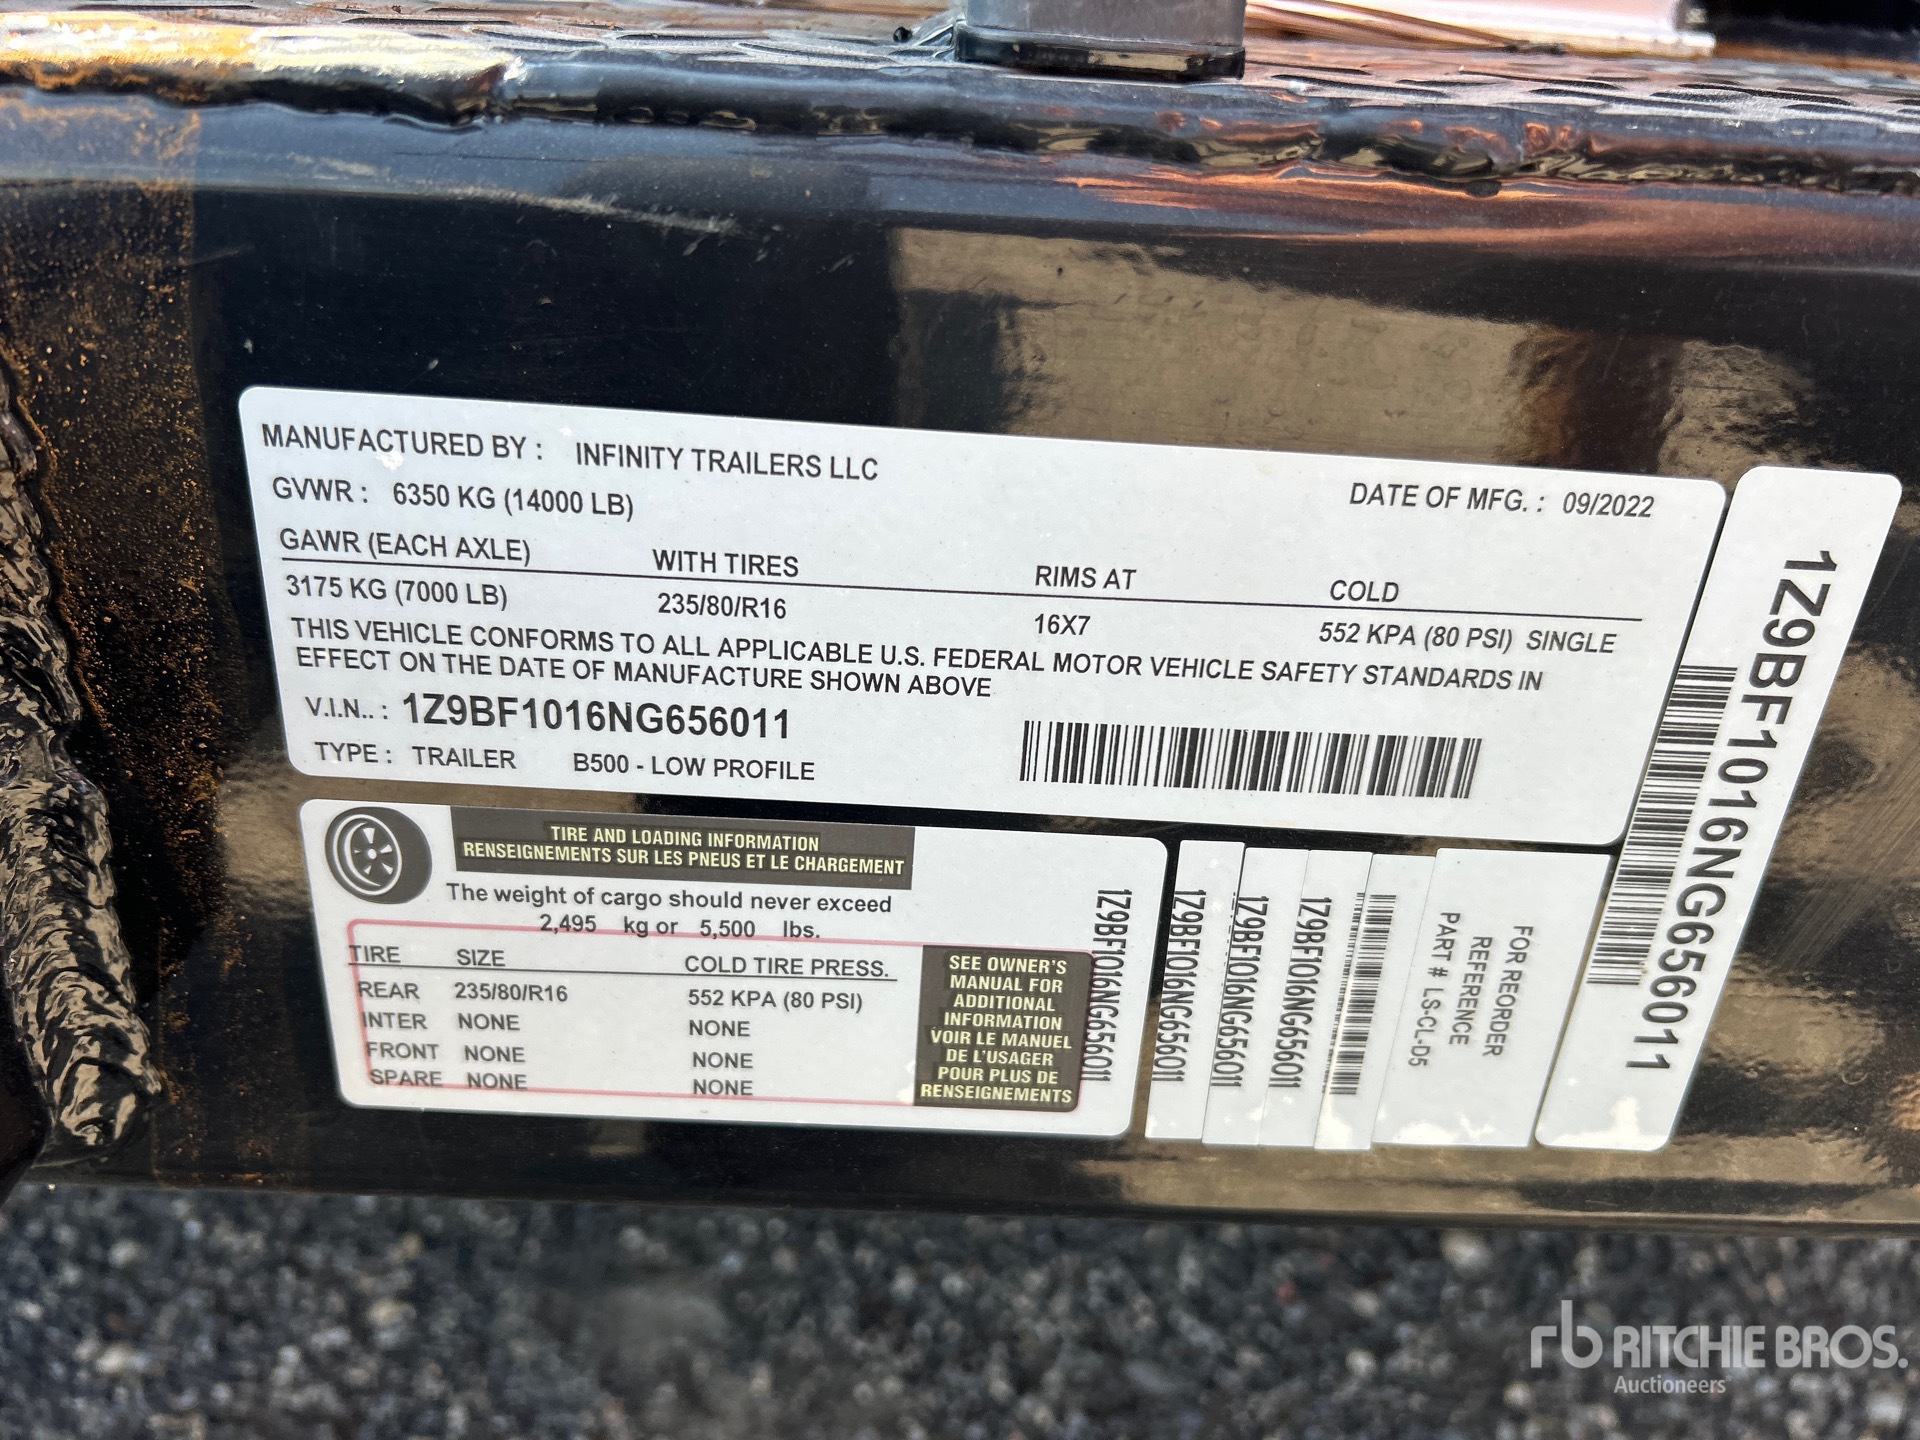 MANUFACTURED BY : INFINITY TRAILERS LLC
GVWR : 6350 KG (14000 LB) DATE OF MFG. : 09/2022
GAWR (EACH AXLE) WITH TIRES RIMS AT COLD
3175 KG (7000 LB) 235/80/R16 16X7 552 KPA (80 PSI) SINGLE
THIS VEHICLE CONFORMS TO ALL APPLICABLE U.S. FEDERAL MOTOR VEHICLE SAFETY STANDARDS IN
EFFECT ON THE DATE OF MANUFACTURE SHOWN ABOVE
V.I.N.. : 1Z9BF1016NG656011
TYPE : TRAILER B500 - LOW PROFILE
1Z9BF1016NG656011
TIRE AND LOADING INFORMATION
RENSEIGNEMENTS SUR LES PNEUS ET LE CHARGEMENT
The weight of cargo should never exceed
2,495 kg or 5,500 lbs.
TIRE SIZE COLD TIRE PRESS.
REAR 235/80/R16 552 KPA (80 PSI)
INTER NONE NONE
FRONT NONE NONE
SPARE NONE NONE
SEE OWNER'S
MANUAL FOR
ADDITIONAL
INFORMATION
VOIR LE MANUEL
DE L'USAGER
POUR PLUS DE
RENSEIGNEMENTS
1Z9BF1016NG656011
1Z9BF1016NG656011
1Z9BF1016NG656011
1Z9BF1016NG656011
FOR REORDER
REFERENCE
PART # LS-CL-D5
rb RITCHIE BROS.
Auctioneers